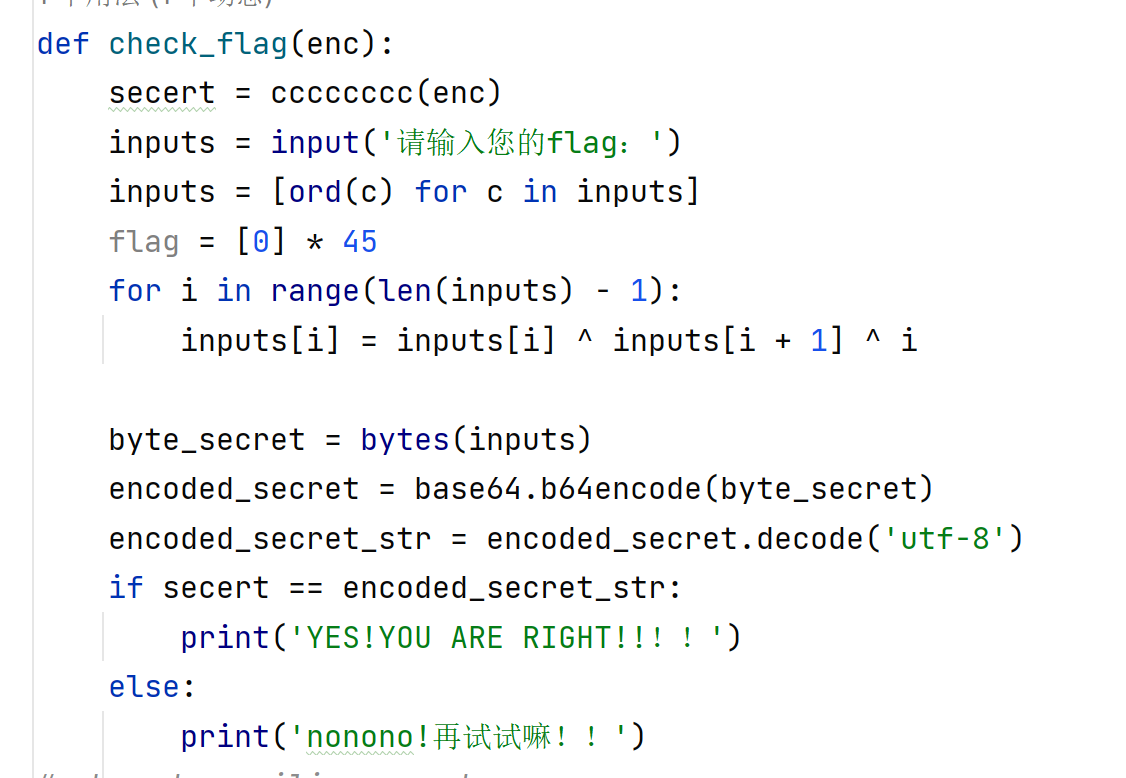 def check_flag(enc):
    secert = cccccccc(enc)
    inputs = input('请输入您的flag：')
    inputs = [ord(c) for c in inputs]
    flag = [0] * 45
    for i in range(len(inputs) - 1):
        inputs[i] = inputs[i] ^ inputs[i + 1] ^ i
    byte_secret = bytes(inputs)
    encoded_secret = base64.b64encode(byte_secret)
    encoded_secret_str = encoded_secret.decode('utf-8')
    if secert == encoded_secret_str:
        print('YES!YOU ARE RIGHT!!!！')
    else:
        print('nonono!再试试嘛！！')